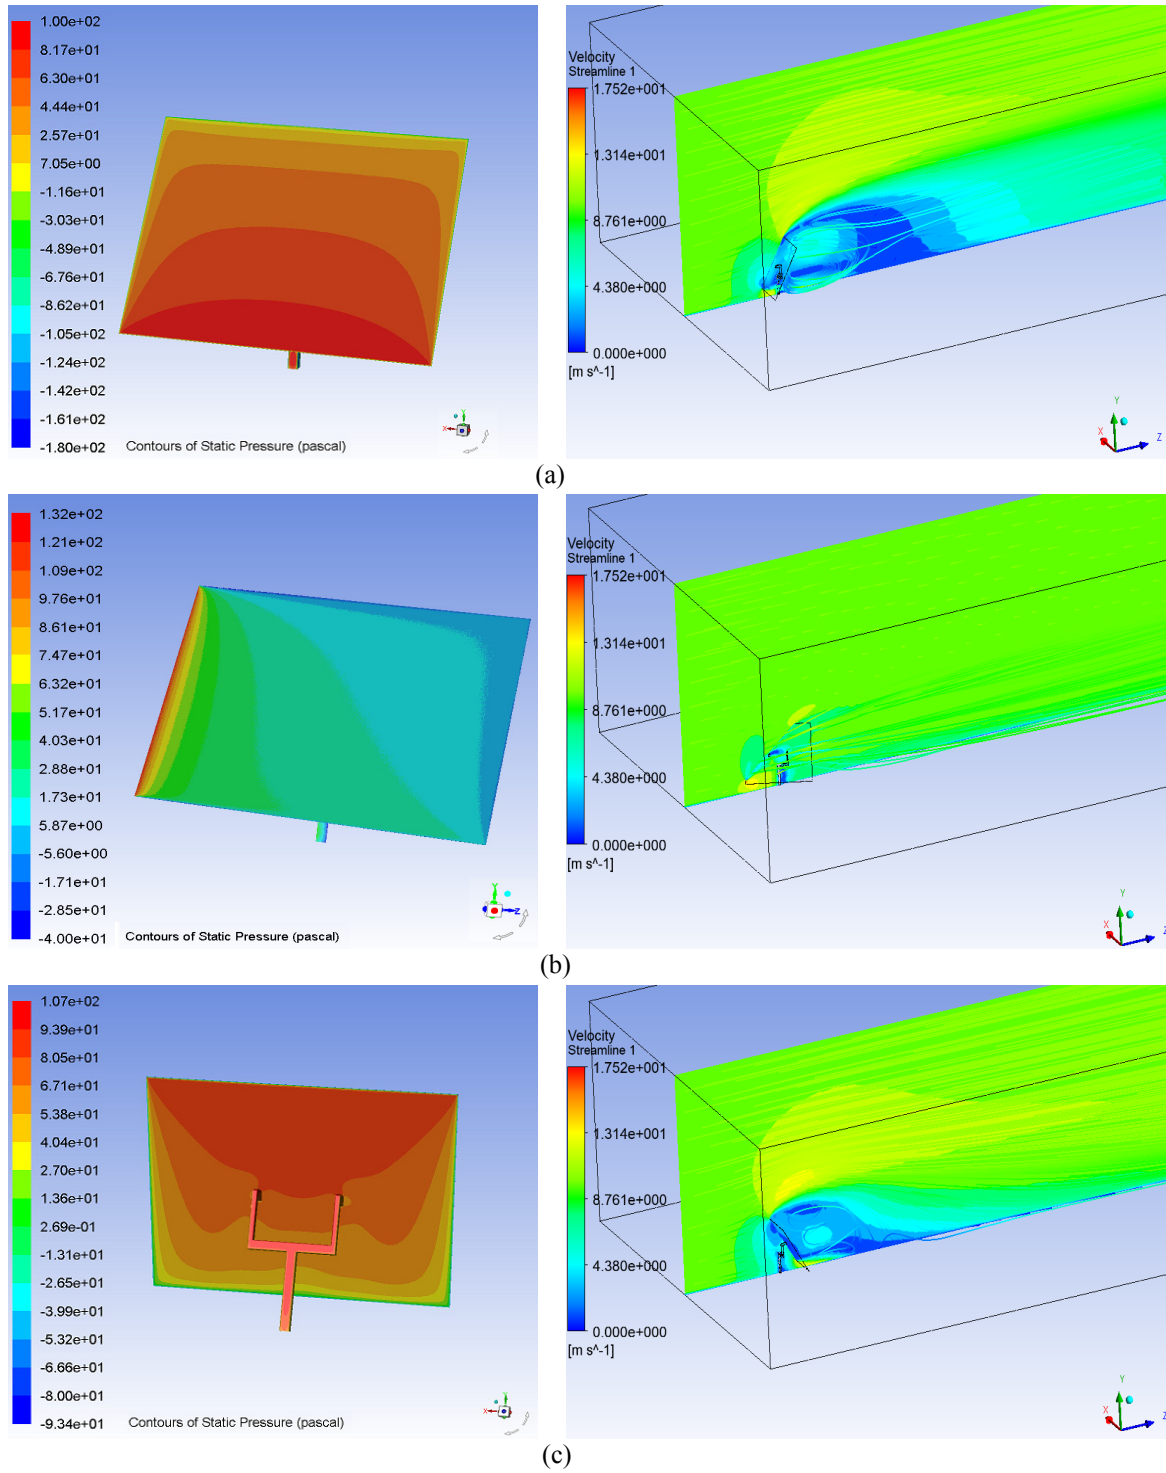 1.00e+02
8.17e+01
6.30e+01
4.44e+01
2.57e+01
7.05e+00
-1.16e+01
-3.03e+01
-4.89e+01
-6.76e+01
-8.62e+01
-1.05e+02
-1.24e+02
-1.42e+02
-1.61e+02
-1.80e+02
Contours of Static Pressure (pascal)
Y
X
Velocity
Streamline 1
1.752e+001
1.314e+001
8.761e+000
4.380e+000
0.000e+000
[m s^-1]
Y
X
Z
(a)
1.32e+02
1.21e+02
1.09e+02
9.76e+01
8.61e+01
7.47e+01
6.32e+01
5.17e+01
4.03e+01
2.88e+01
1.73e+01
5.87e+00
-5.60e+00
-1.71e+01
-2.85e+01
-4.00e+01
Contours of Static Pressure (pascal)
Y
Z
Velocity
Streamline 1
1.752e+001
1.314e+001
8.761e+000
4.380e+000
0.000e+000
[m s^-1]
Y
X
Z
(b)
1.07e+02
9.39e+01
8.05e+01
6.71e+01
5.38e+01
4.04e+01
2.70e+01
1.36e+01
2.69e-01
-1.31e+01
-2.65e+01
-3.99e+01
-5.32e+01
-6.66e+01
-8.00e+01
-9.34e+01
Contours of Static Pressure (pascal)
Y
X
Velocity
Streamline 1
1.752e+001
1.314e+001
8.761e+000
4.380e+000
0.000e+000
[m s^-1]
Y
X
Z
(c)